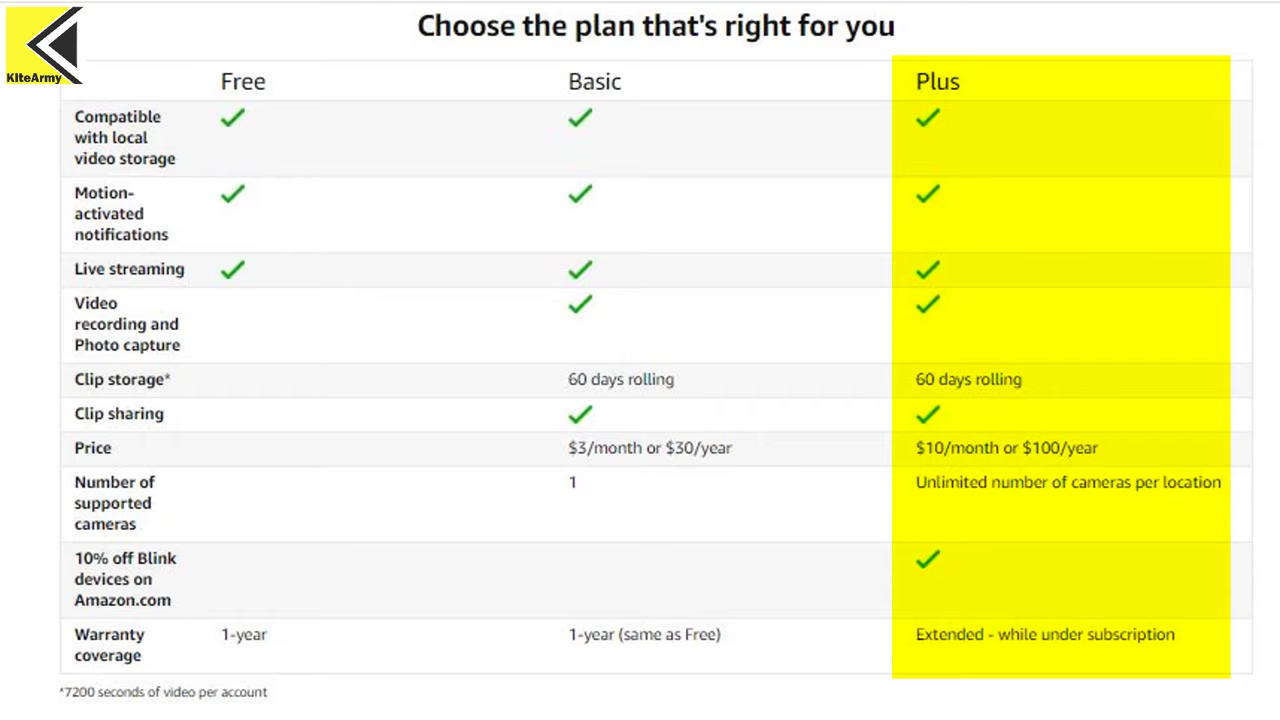 Choose the plan that's right for you
KIteArmy
Free Basic Plus
Compatible
with local
video storage
Motion-
activated
notifications
Live streaming
Video
recording and
Photo capture
Clip storage* 60 days rolling 60 days rolling
Clip sharing
Price $3/month or $30/year $10/month or $100/year
Number of 1 Unlimited number of cameras per location
supported
cameras
10% off Blink
devices on
Amazon.com
Warranty 1-year 1-year (same as Free) Extended - while under subscription
coverage
*7200 seconds of video per account